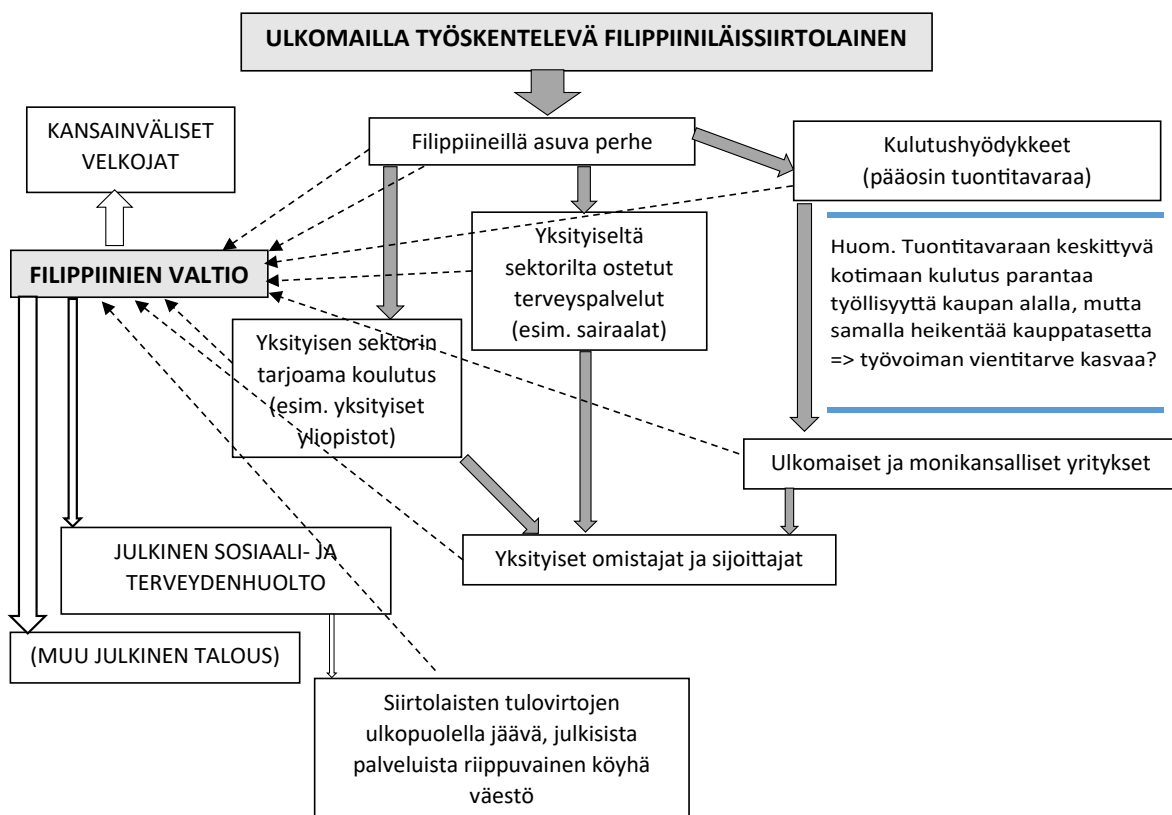 ULKOMAILLA TYÖSKENTELEVÄ FILIPPIINILÄISSIIRTOLAINEN
KANSAINVÄLISET
VELKOJAT
Filippiineillä asuva perhe
Kulutushyödykkeet
(pääosin tuontitavaraa)
FILIPPIINIEN VALTIO
Yksityiseltä
sektorilta ostetut
terveyspalvelut
(esim. sairaalat)
Huom. Tuontitavaraan keskittyvä
kotimaan kulutus parantaa
työllisyyttä kaupan alalla, mutta
samalla heikentää kauppatasetta
=> työvoiman vientitarve kasvaa?
Yksityisen sektorin
tarjoama koulutus
(esim. yksityiset
yliopistot)
Ulkomaiset ja monikansalliset yritykset
JULKINEN SOSIAALI- JA
TERVEYDENHUOLTO
Yksityiset omistajat ja sijoittajat
(MUU JULKINEN TALOUS)
Siirtolaisten tulovirtojen
ulkopuolella jäävä, julkisista
palveluista riippuvainen köyhä
väestö